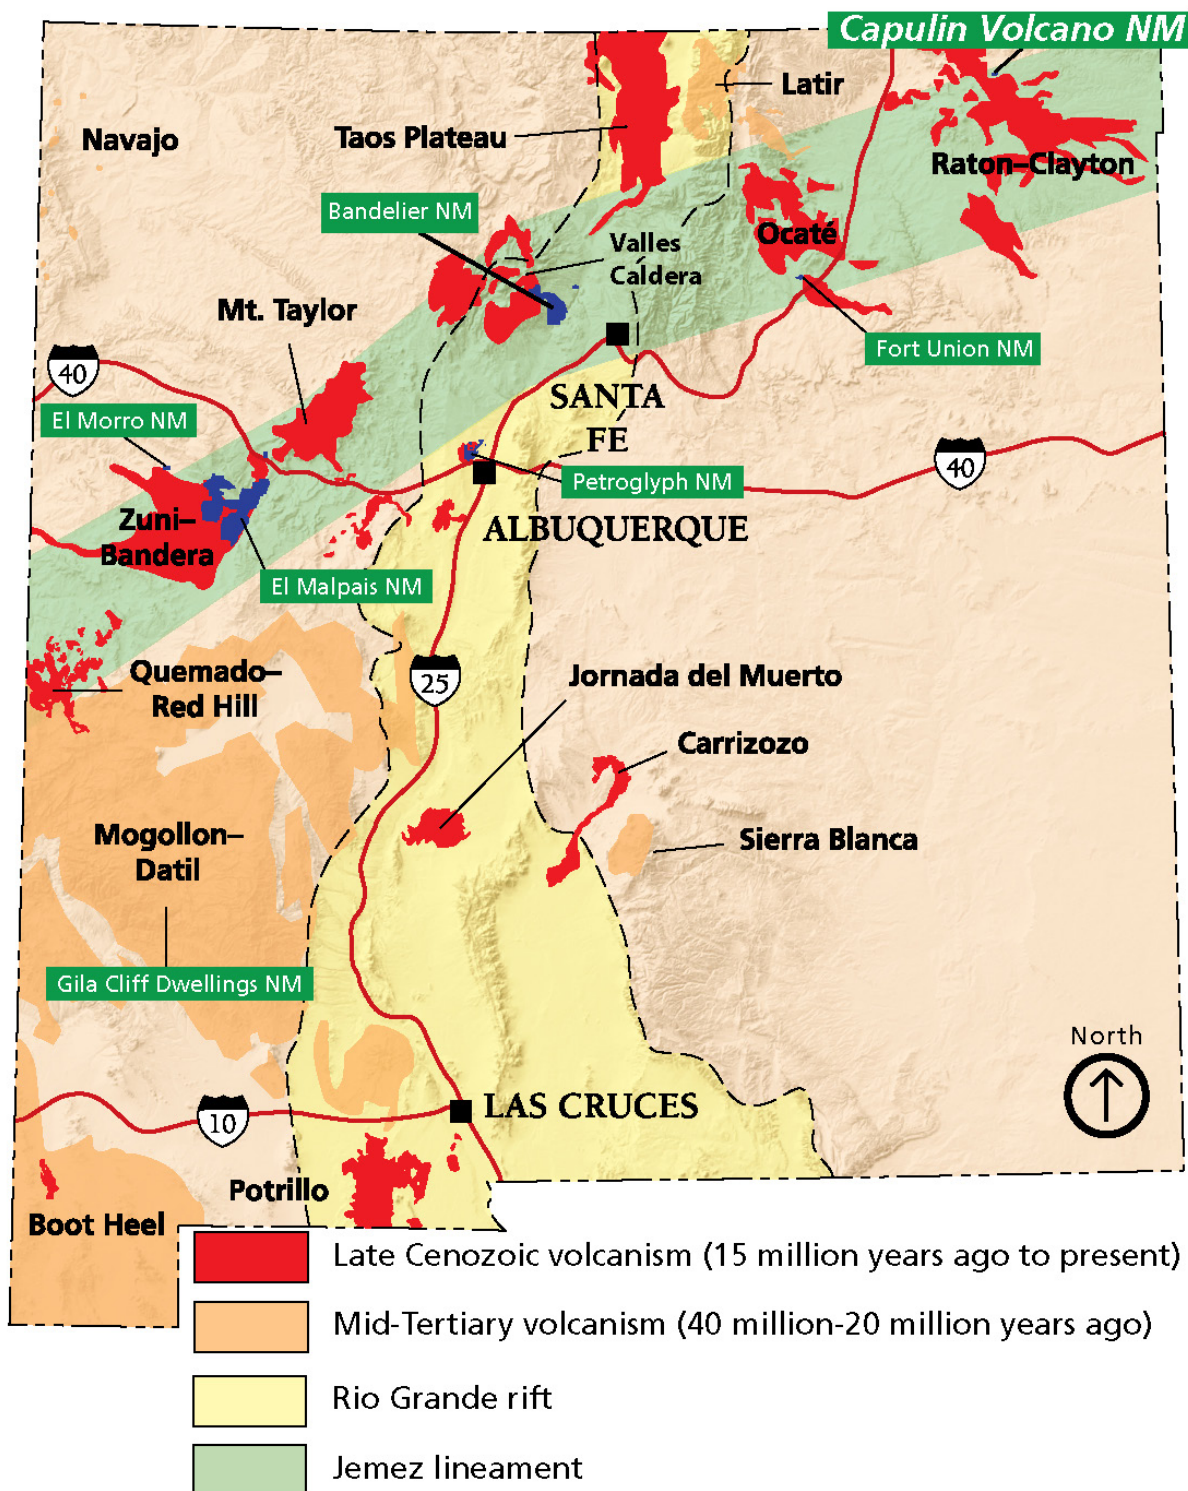 Capulin Volcano NM
Latir
Navajo
Taos Plateau
Raton–Clayton
Bandelier NM
Ocaté
Valles
Caldera
Mt. Taylor
Fort Union NM
40
SANTA
FE
El Morro NM
40
Petroglyph NM
Zuni–
Bandera
ALBUQUERQUE
El Malpais NM
Quemado–
Red Hill
25
Jornada del Muerto
Carrizozo
Mogollon–
Datil
Sierra Blanca
Gila Cliff Dwellings NM
North
LAS CRUCES
10
Potrillo
Boot Heel
Late Cenozoic volcanism (15 million years ago to present)
Mid-Tertiary volcanism (40 million-20 million years ago)
Rio Grande rift
Jemez lineament